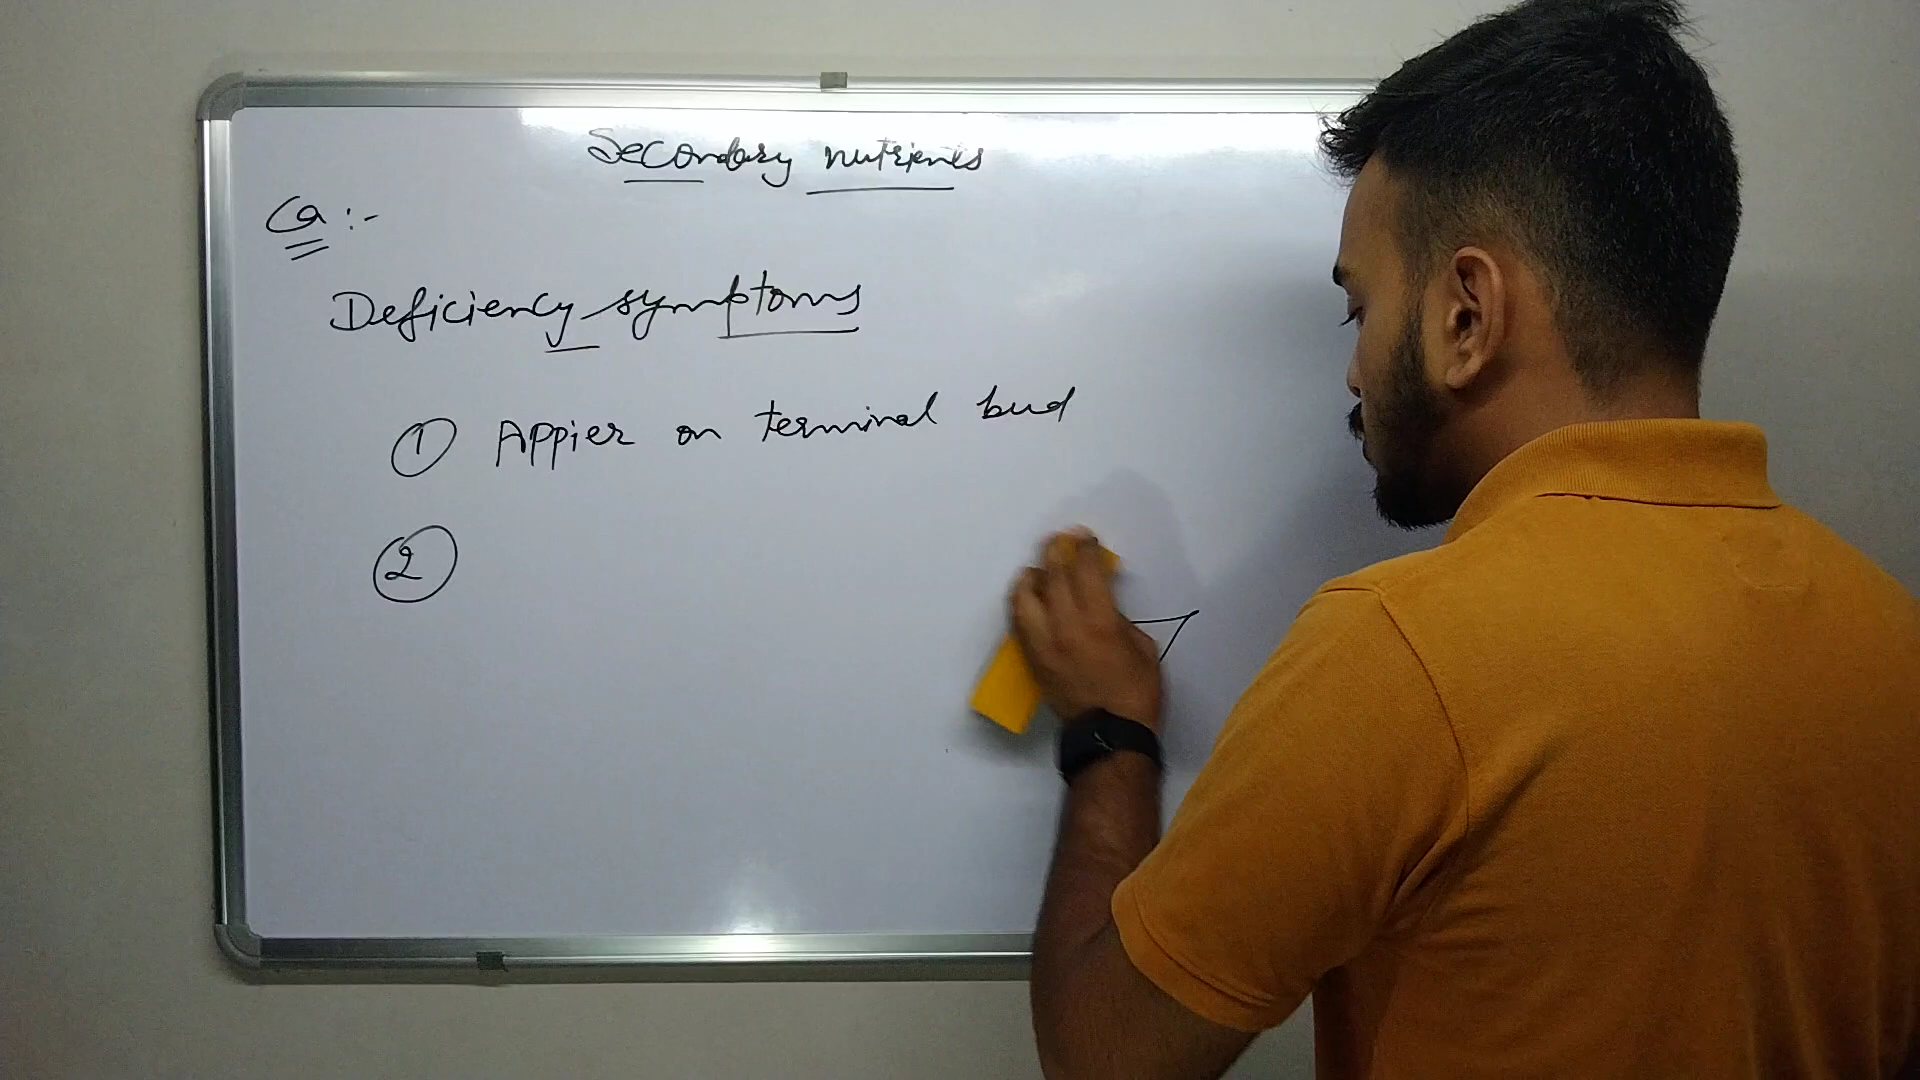 Secondary nutrients
Ca :-
Deficiency symptoms
① Appier on terminal bud
②